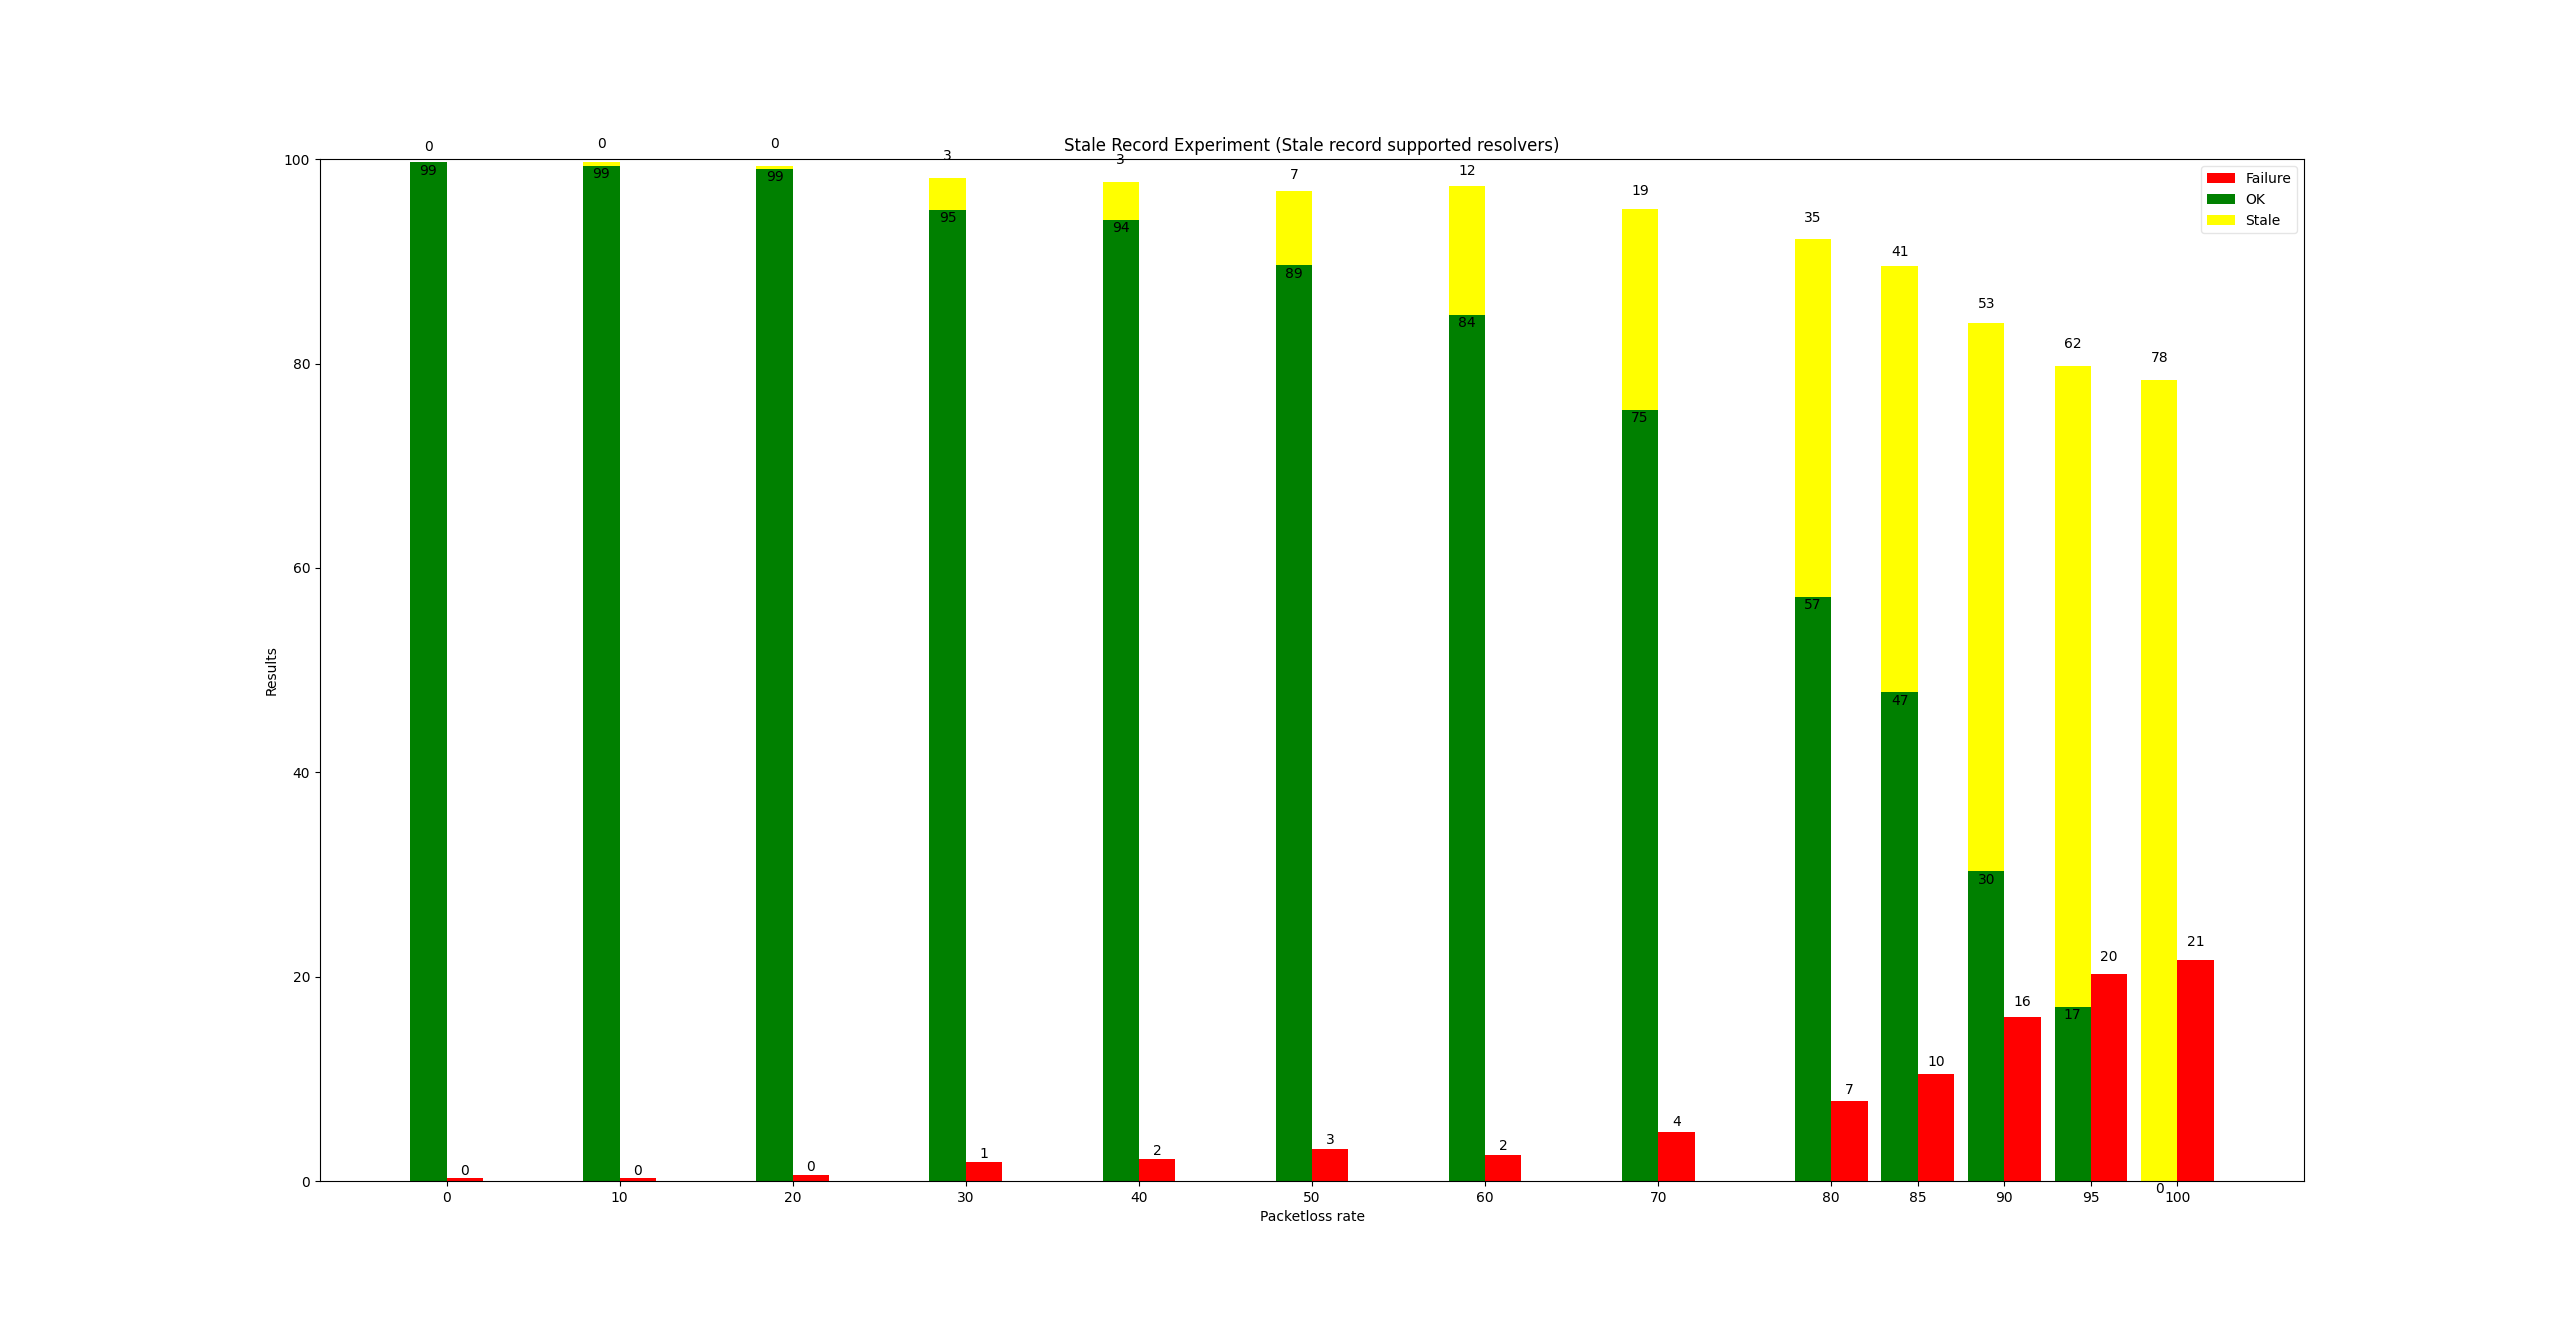 Stale Record Experiment (Stale record supported resolvers)
0 0 0 3 3 7 12 19 35 41 53 62 78
99 99 99 95 94 89 84 75 57 47 30 17 0
0 0 0 1 2 3 2 4 7 10 16 20 21
Failure
OK
Stale
100
80
60
40
20
0
Results
0 10 20 30 40 50 60 70 80 85 90 95 100
Packetloss rate